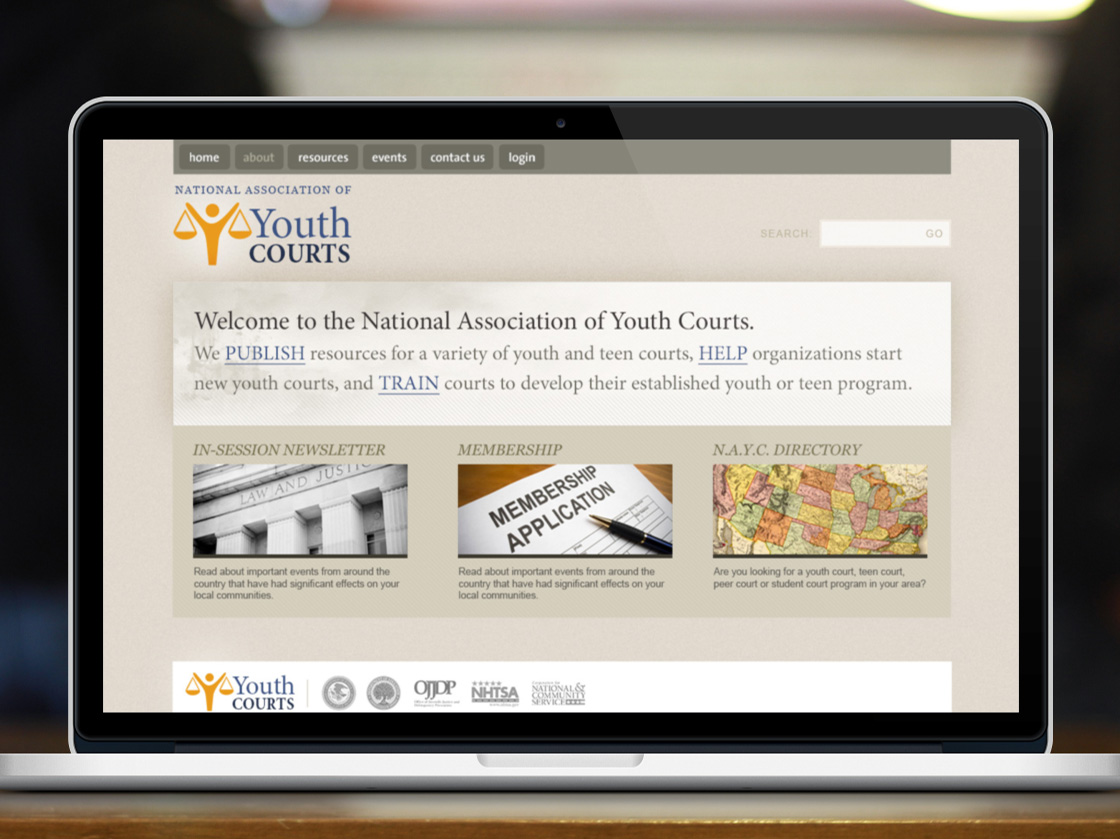 home about resources events contact us login
NATIONAL ASSOCIATION OF
Youth
COURTS
SEARCH: GO
Welcome to the National Association of Youth Courts.
We PUBLISH resources for a variety of youth and teen courts, HELP organizations start
new youth courts, and TRAIN courts to develop their established youth or teen program.
IN-SESSION NEWSLETTER MEMBERSHIP N.A.Y.C. DIRECTORY
LAW AND JUSTIC
MEMBERSHIP
APPLICATION
Read about important events from around the
country that have had significant effects on your
local communities.
Read about important events from around the
country that have had significant effects on your
local communities.
Are you looking for a youth court, teen court,
peer court or student court program in your area?
Youth
COURTS
OJJDP
NHTSA
NATIONAL &
COMMUNITY
SERVICE